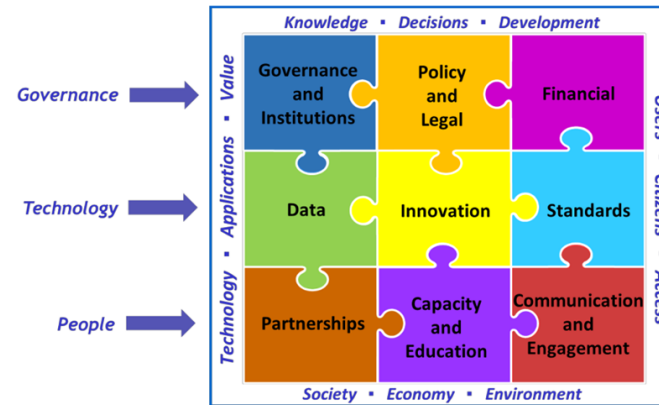 Knowledge ▪ Decisions ▪ Development
Governance
Technology
People
Technology ▪ Applications ▪ Value
Governance
and
Institutions
Policy
and
Legal
Financial
Data
Innovation
Standards
Partnerships
Capacity
and
Education
Communication
and
Engagement
Society ▪ Economy ▪ Environment